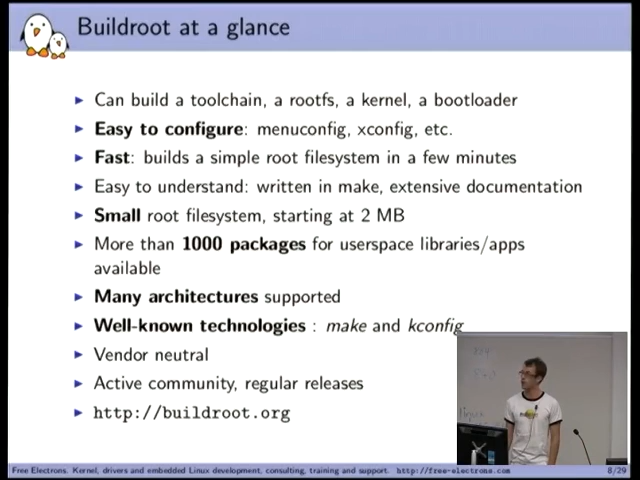 Buildroot at a glance
Can build a toolchain, a rootfs, a kernel, a bootloader
Easy to configure: menuconfig, xconfig, etc.
Fast: builds a simple root filesystem in a few minutes
Easy to understand: written in make, extensive documentation
Small root filesystem, starting at 2 MB
More than 1000 packages for userspace libraries/apps
available
Many architectures supported
Well-known technologies : make and kconfig
Vendor neutral
Active community, regular releases
http://buildroot.org
Free Electrons. Kernel, drivers and embedded Linux development, consulting, training and support. http://free-electrons.com
8/29